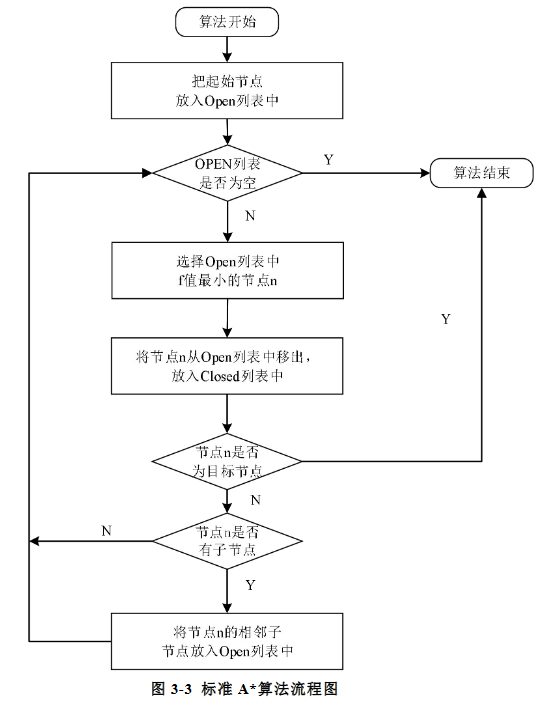 算法开始
把起始节点
放入Open列表中
OPEN列表
是否为空
Y
算法结束
N
选择Open列表中
f值最小的节点n
Y
将节点n从Open列表中移出，
放入Closed列表中
节点n是否
为目标节点
N
节点n是否
有子节点
N
Y
将节点n的相邻子
节点放入Open列表中
图 3-3 标准 A*算法流程图